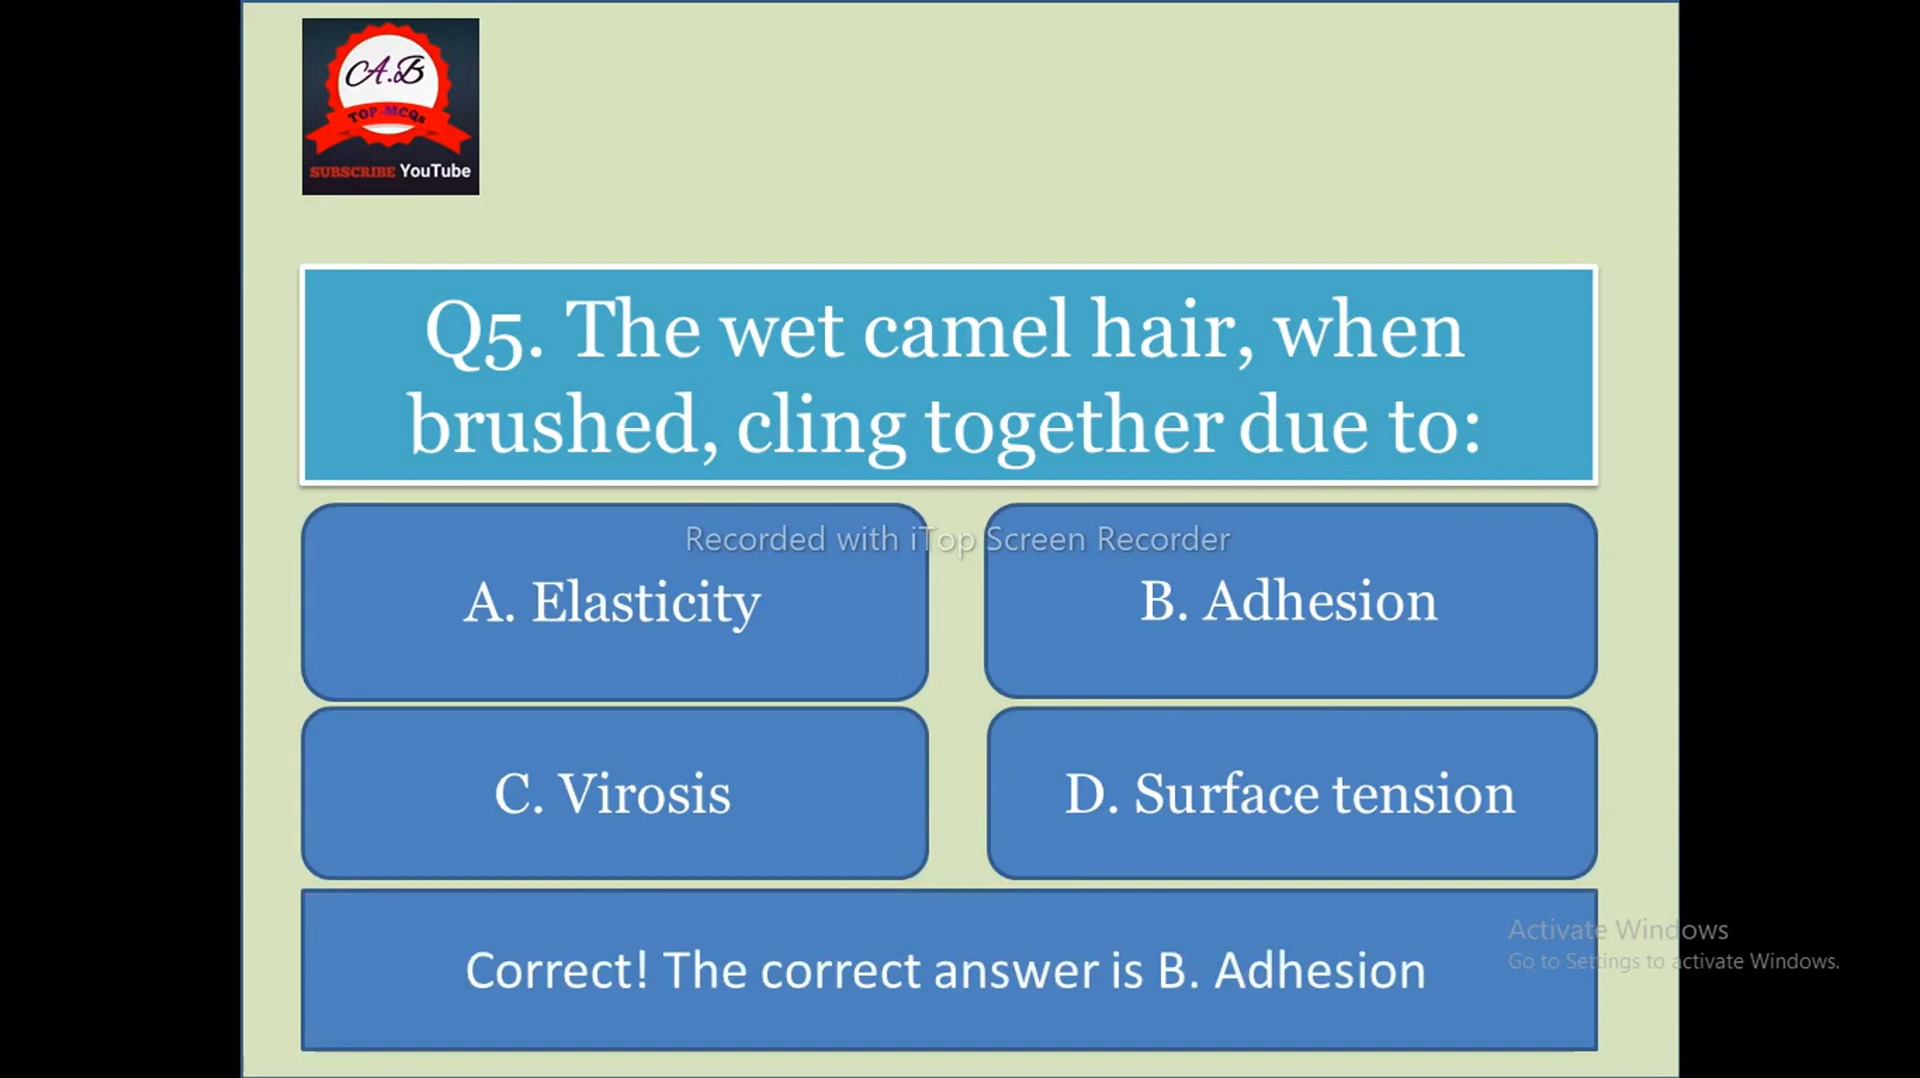 A.B
TOP-MCQs
SUBSCRIBE YouTube
Q5. The wet camel hair, when
brushed, cling together due to:
Recorded with iTop Screen Recorder
A. Elasticity
B. Adhesion
C. Virosis
D. Surface tension
Correct! The correct answer is B. Adhesion
Activate Windows
Go to Settings to activate Windows.